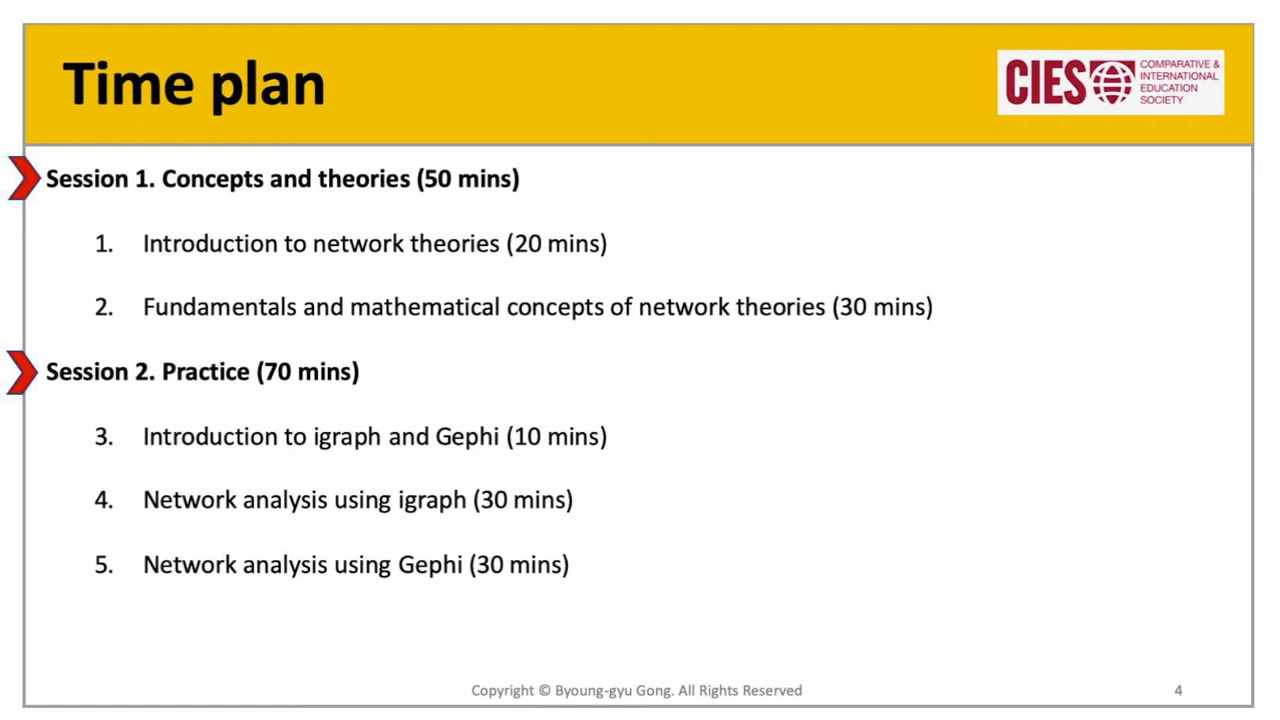 Time plan
CIES
COMPARATIVE &
INTERNATIONAL
EDUCATION
SOCIETY
Session 1. Concepts and theories (50 mins)
1. Introduction to network theories (20 mins)
2. Fundamentals and mathematical concepts of network theories (30 mins)
Session 2. Practice (70 mins)
3. Introduction to igraph and Gephi (10 mins)
4. Network analysis using igraph (30 mins)
5. Network analysis using Gephi (30 mins)
Copyright © Byoung-gyu Gong. All Rights Reserved
4